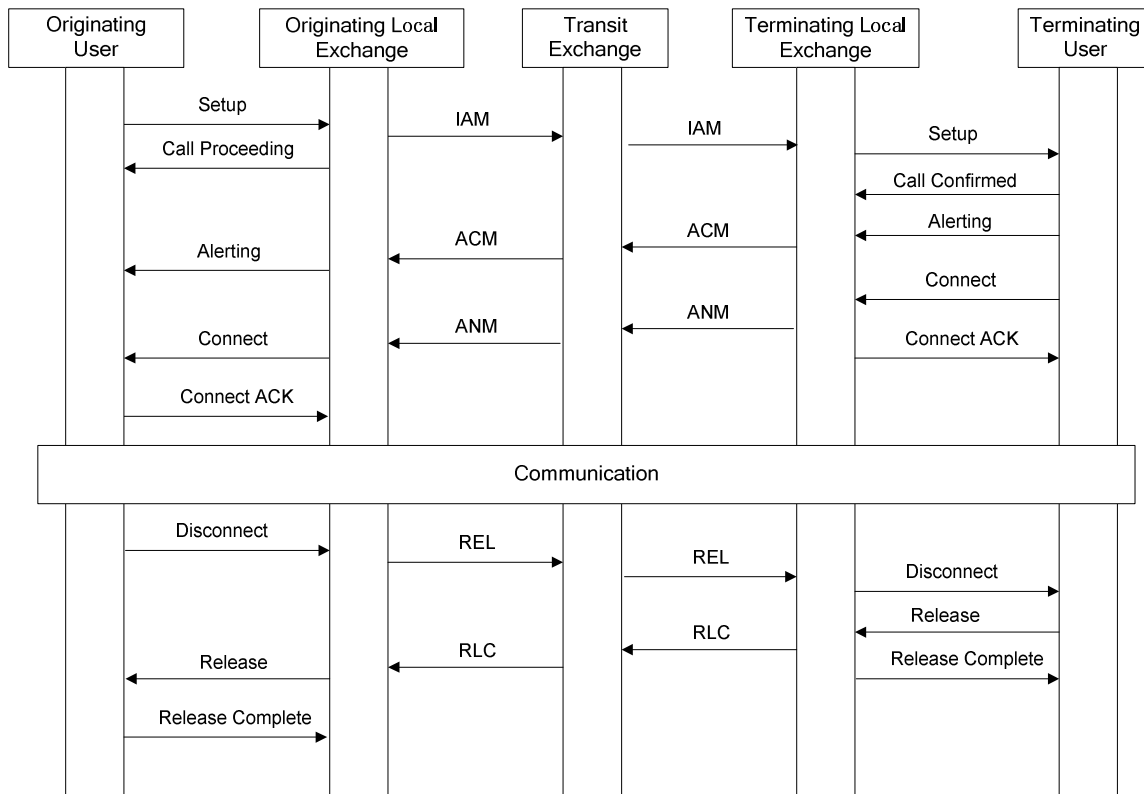 Originating
User
Originating Local
Exchange
Transit
Exchange
Terminating Local
Exchange
Terminating
User
Setup
IAM
IAM
Setup
Call Proceeding
Call Confirmed
Alerting
ACM
ACM
Alerting
Connect
ANM
ANM
Connect
Connect ACK
Connect ACK
Communication
Disconnect
REL
REL
Disconnect
Release
RLC
RLC
Release
Release Complete
Release Complete